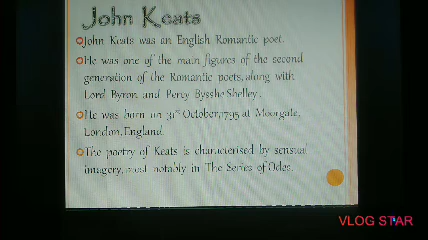 John Keats
John Keats was an English Romantic poet.
He was one of the main figures of the second
generation of the Romantic poets, along with
Lord Byron and Percy Bysshe Shelley.
He was born on 31st October, 1795 at Moorgate,
London, England.
The poetry of Keats is characterised by sensual
imagery, most notably in The Series of Odes.
VLOG STAR